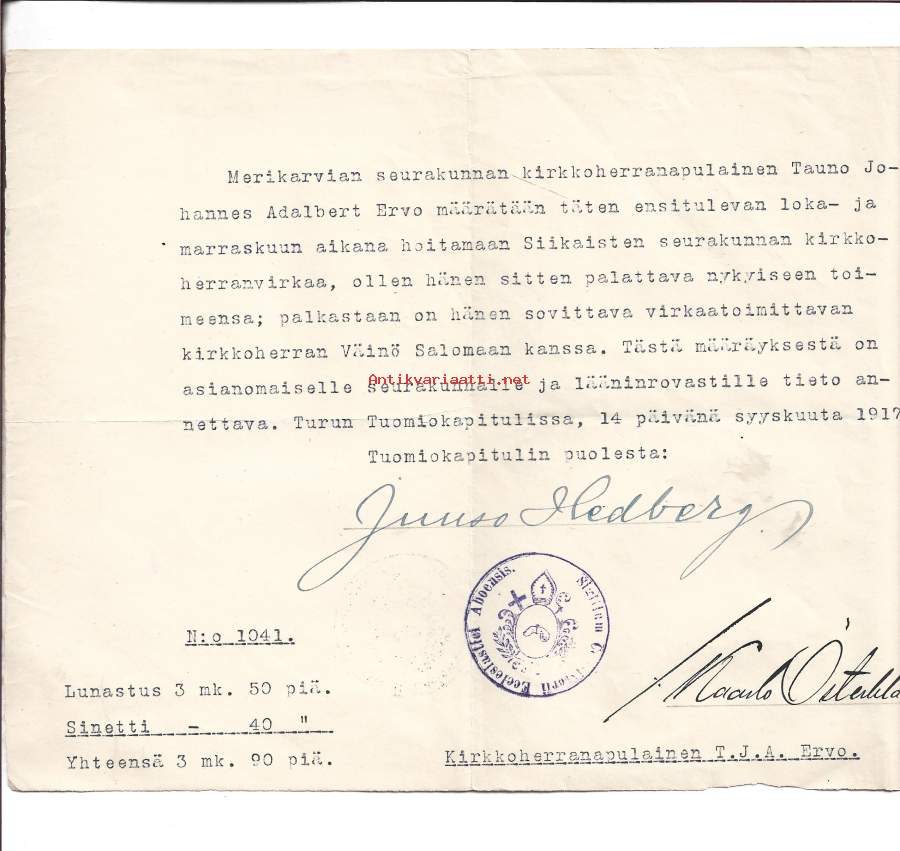 Merikarvian seurakunnan kirkkoherranapulainen Tauno Jo-
hannes Adalbert Ervo määrätään täten ensitulevan loka- ja
marraskuun aikana hoitamaan Siikaisten seurakunnan kirkko-
herranvirkaa, ollen hänen sitten palattava nykyiseen toi-
meensa; palkastaan on hänen sovittava virkaatoimittavan
kirkkoherran Väinö Salomaan kanssa. Tästä määräyksestä on
asianomaiselle seurakunnalle ja lääninrovastille tieto an-
Antikvariaatti.net
nettava. Turun Tuomiokapitulissa, 14 päivänä syyskuuta 1917
Tuomiokapitulin puolesta:
Juuso Hedberg
Ecclesiastici Aboensis.
N:o 1041.
Kaarlo
Lunastus 3 mk. 50 piä.
Sinetti - 40 "
Yhteensä 3 mk. 90 piä.
Kirkkoherranapulainen T.J.A. Ervo.